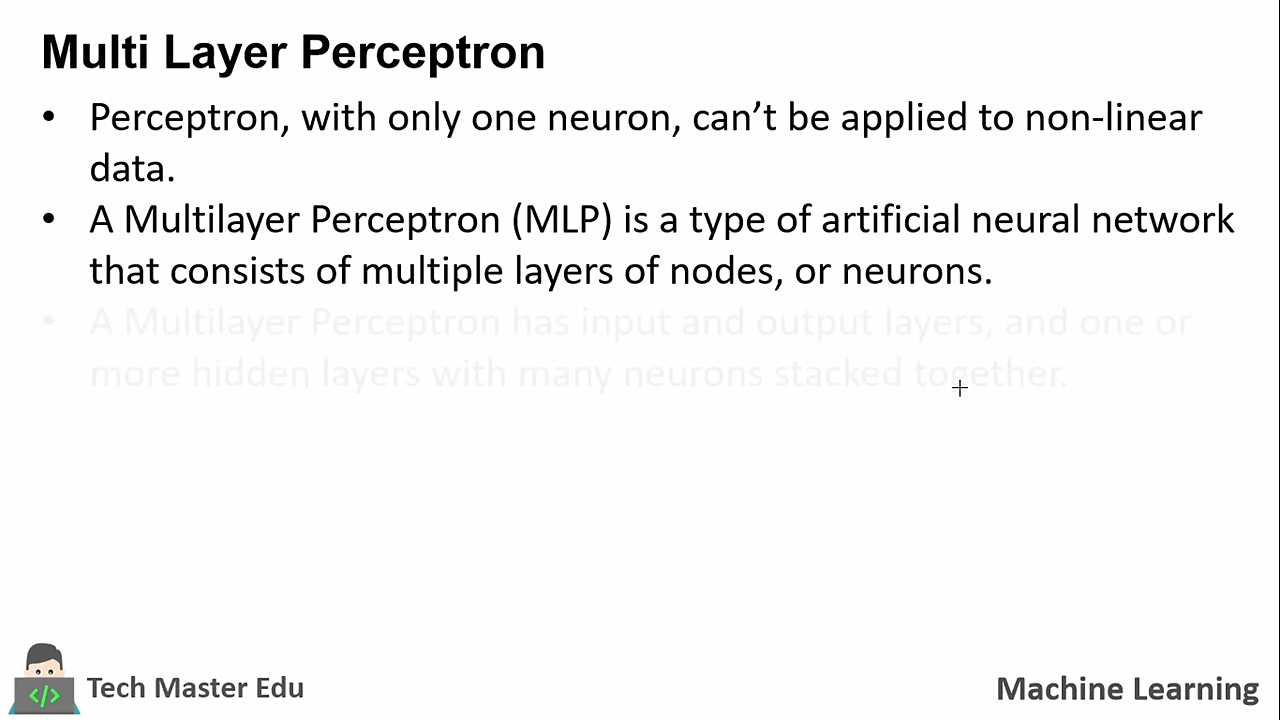 Multi Layer Perceptron
• Perceptron, with only one neuron, can’t be applied to non-linear
data.
• A Multilayer Perceptron (MLP) is a type of artificial neural network
that consists of multiple layers of nodes, or neurons.
• A Multilayer Perceptron has input and output layers, and one or
more hidden layers with many neurons stacked together.
</>
Tech Master Edu
Machine Learning